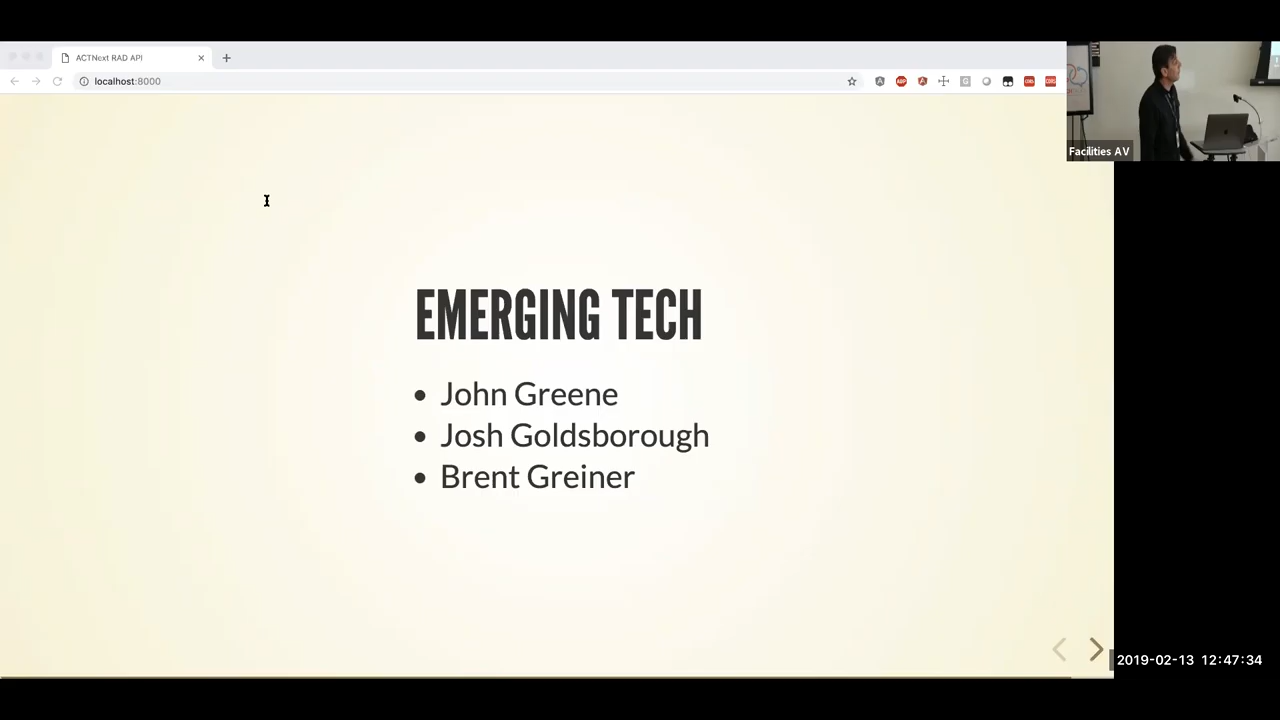 ACTNext RAD API
localhost:8000
Facilities AV
EMERGING TECH
John Greene
Josh Goldsborough
Brent Greiner
2019-02-13 12:47:34